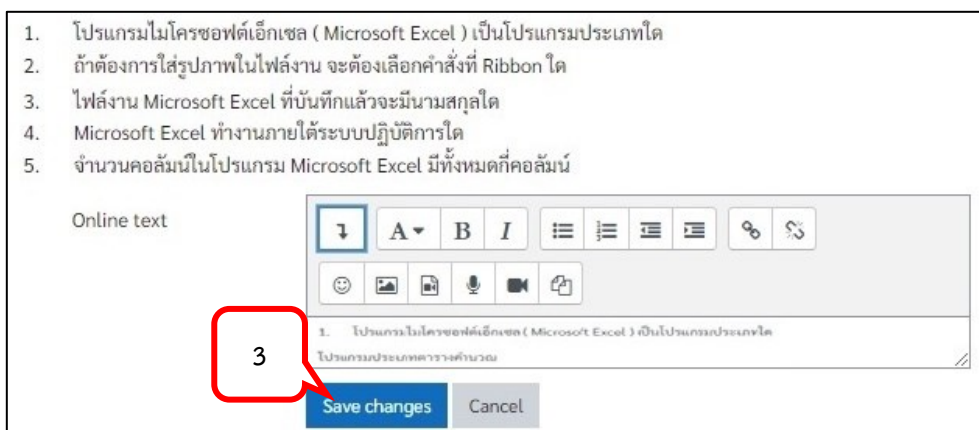 1. โปรแกรมไมโครซอฟต์เอ็กเซล ( Microsoft Excel ) เป็นโปรแกรมประเภทใด
2. ถ้าต้องการใส่รูปภาพในไฟล์งาน จะต้องเลือกคำสั่งที่ Ribbon ใด
3. ไฟล์งาน Microsoft Excel ที่บันทึกแล้วจะมีนามสกุลใด
4. Microsoft Excel ทำงานภายใต้ระบบปฏิบัติการใด
5. จำนวนคอลัมน์ในโปรแกรม Microsoft Excel มีทั้งหมดกี่คอลัมน์
Online text
A B I
1. โปรแกรมไมโครซอฟต์เอ็กเซล ( Microsoft Excel ) เป็นโปรแกรมประเภทใด
โปรแกรมประเภทตารางคำนวณ
3
Save changes Cancel